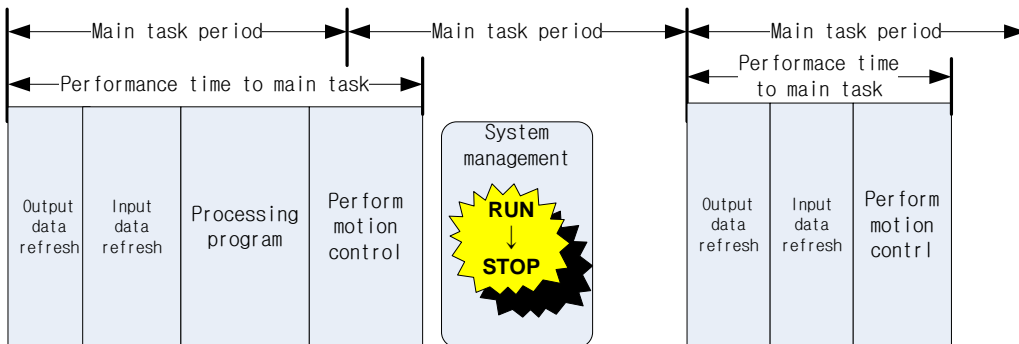 Main task period
Main task period
Main task period
Performance time to main task
Performace time
to main task
Output
data
refresh
Input
data
refresh
Processing
program
Perform
motion
control
System
management
RUN
↓
STOP
Output
data
refresh
Input
data
refresh
Perform
motion
contrl